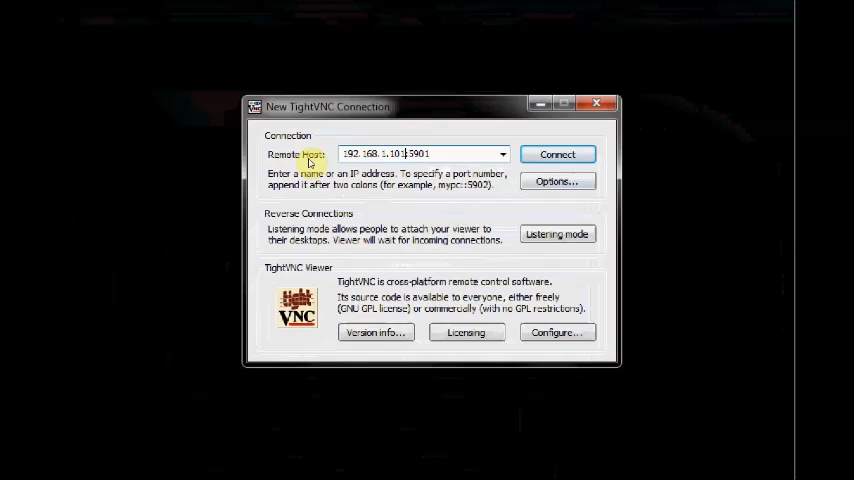 New TightVNC Connection
Connection
Remote Host: 192.168.1.101:5901
Connect
Enter a name or an IP address. To specify a port number,
append it after two colons (for example, mypc::5902).
Options...
Reverse Connections
Listening mode allows people to attach your viewer to
their desktops. Viewer will wait for incoming connections.
Listening mode
TightVNC Viewer
TightVNC is cross-platform remote control software.
Its source code is available to everyone, either freely
(GNU GPL license) or commercially (with no GPL restrictions).
tight
VNC
Version info...
Licensing
Configure...